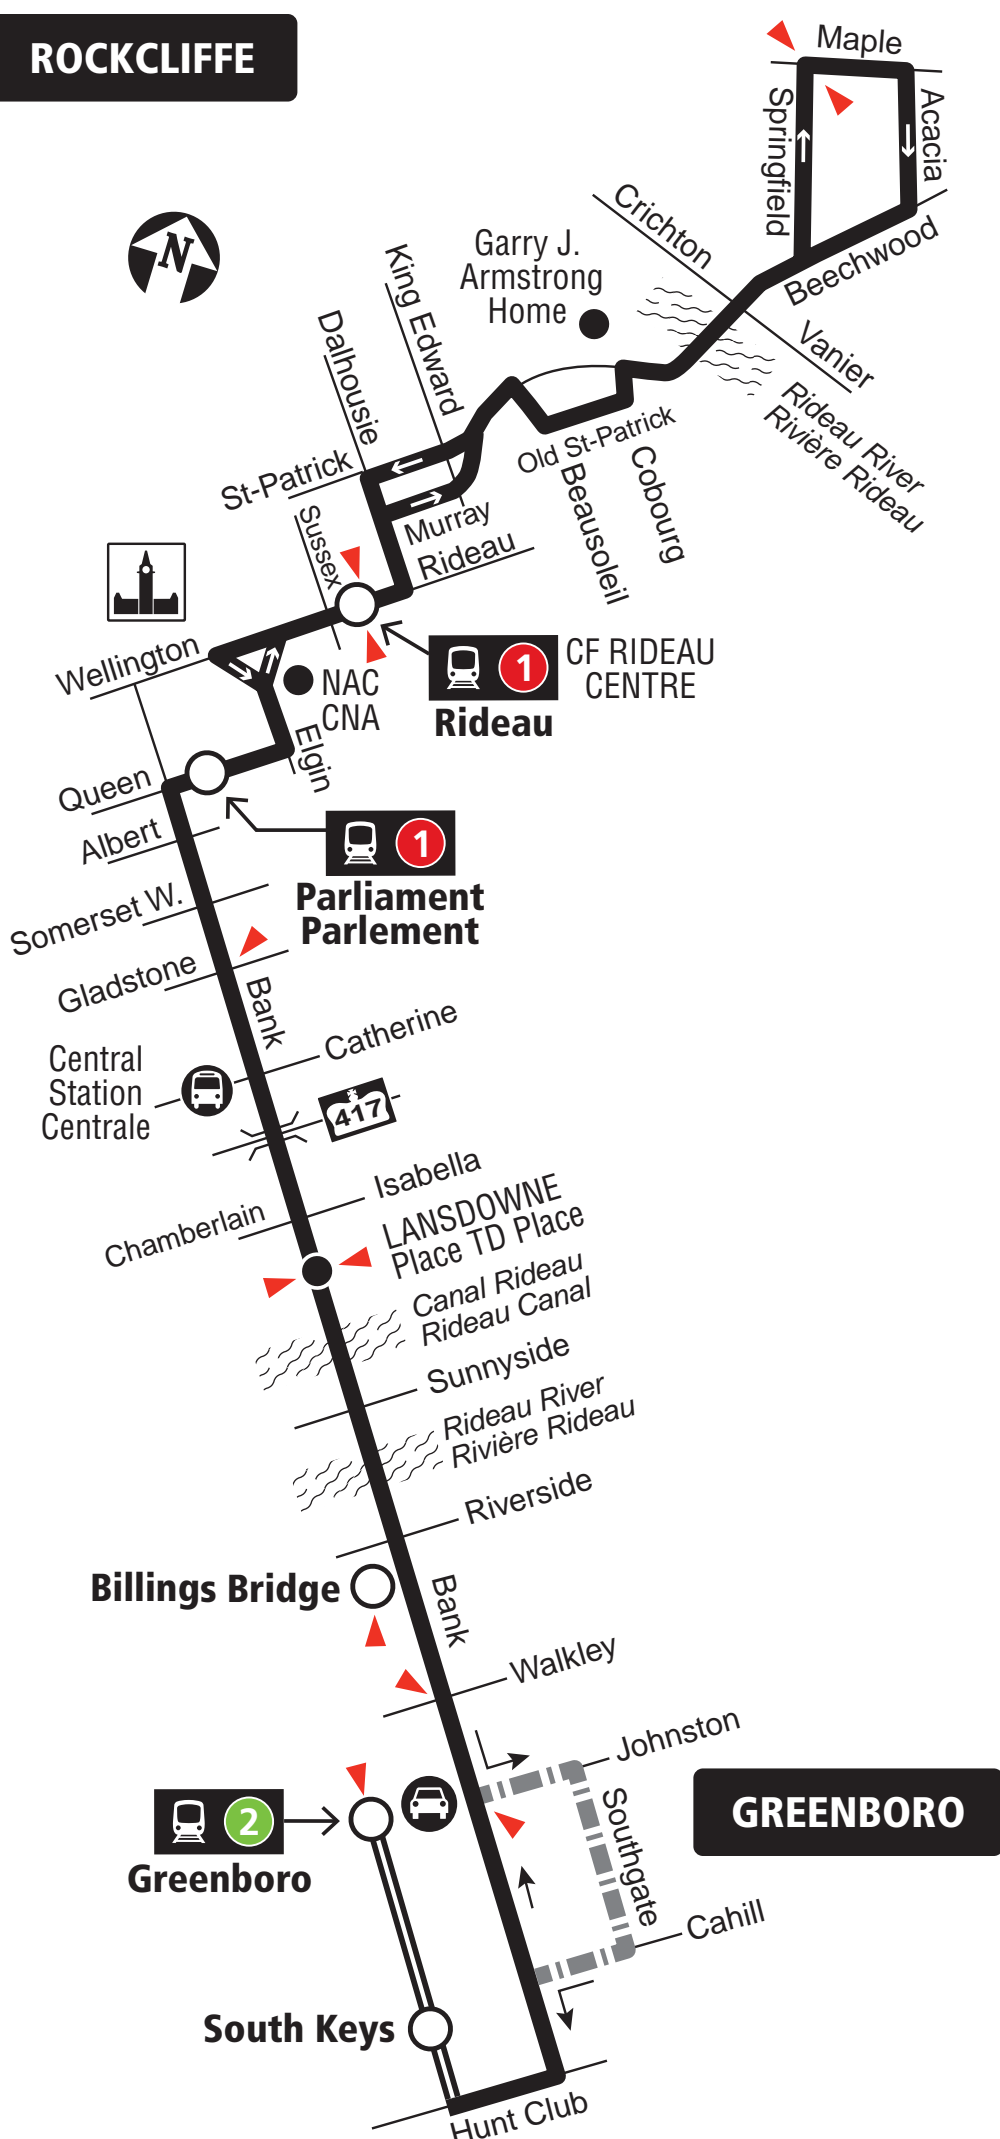 ROCKCLIFFE
Maple
Springfield
Acacia
Beechwood
Crichton
Vanier
Garry J.
Armstrong
Home
King Edward
Dalhousie
Rideau River
Rivière Rideau
St-Patrick
Old St-Patrick
Beausoleil
Cobourg
Murray
Rideau
Sussex
N
Wellington
NAC
CNA
1
Rideau
CF RIDEAU
CENTRE
Elgin
Queen
Albert
1
Parliament
Parlement
Somerset W.
Gladstone
Bank
Catherine
Central
Station
Centrale
417
Isabella
Chamberlain
LANSDOWNE
Place TD Place
Canal Rideau
Rideau Canal
Sunnyside
Rideau River
Rivière Rideau
Riverside
Billings Bridge
Bank
Walkley
Johnston
Southgate
GREENBORO
2
Greenboro
Cahill
South Keys
Hunt Club